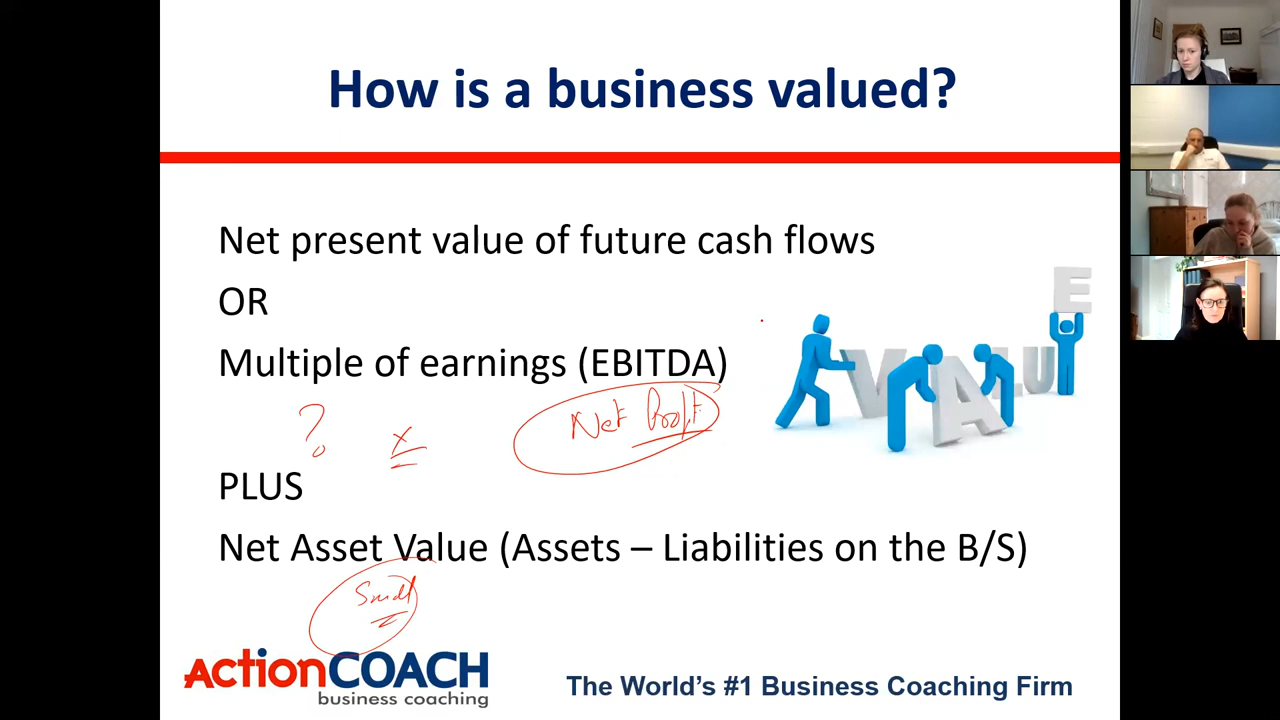 How is a business valued?
Net present value of future cash flows
OR
Multiple of earnings (EBITDA)
? x Net Profit
PLUS
Net Asset Value (Assets – Liabilities on the B/S)
Small
VALUE
ActionCOACH
business coaching
The World's #1 Business Coaching Firm